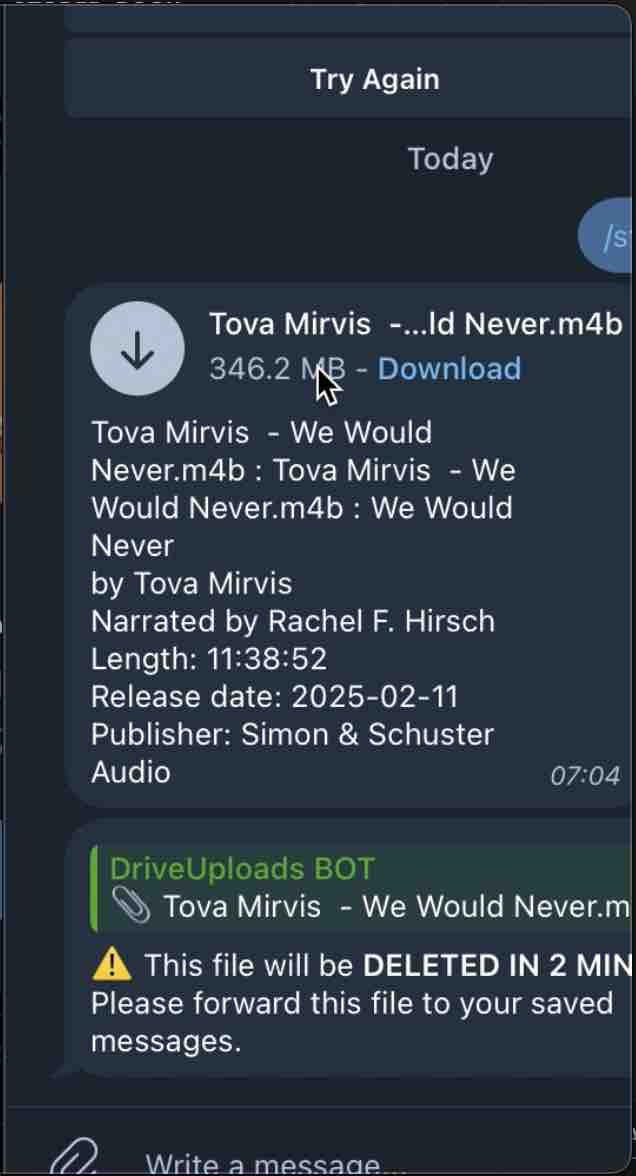 Try Again
Today
/s
Tova Mirvis  -...ld Never.m4b
346.2 MB - Download
Tova Mirvis  - We Would
Never.m4b : Tova Mirvis  - We
Would Never.m4b : We Would
Never
by Tova Mirvis
Narrated by Rachel F. Hirsch
Length: 11:38:52
Release date: 2025-02-11
Publisher: Simon & Schuster
Audio
07:04
DriveUploads BOT
Tova Mirvis  - We Would Never.m
⚠️ This file will be DELETED IN 2 MIN
Please forward this file to your saved
messages.
Write a message...